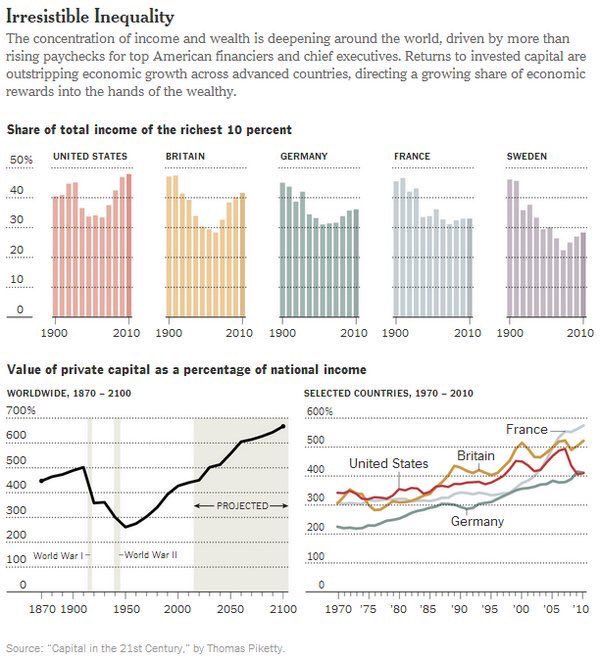 Irresistible Inequality
The concentration of income and wealth is deepening around the world, driven by more than
rising paychecks for top American financiers and chief executives. Returns to invested capital are
outstripping economic growth across advanced countries, directing a growing share of economic
rewards into the hands of the wealthy.
Share of total income of the richest 10 percent
50% UNITED STATES BRITAIN GERMANY FRANCE SWEDEN
40
30
20
10
0
1900 2010 1900 2010 1900 2010 1900 2010 1900 2010
Value of private capital as a percentage of national income
WORLDWIDE, 1870 – 2100
700%
600
500
400
300
200
100
0
PROJECTED
World War I
World War II
1870 1900 1950 2000 2050 2100
SELECTED COUNTRIES, 1970 – 2010
600%
500
400
300
200
100
0
France
Britain
United States
Germany
1970 '75 '80 '85 '90 '95 '00 '05 '10
Source: "Capital in the 21st Century," by Thomas Piketty.